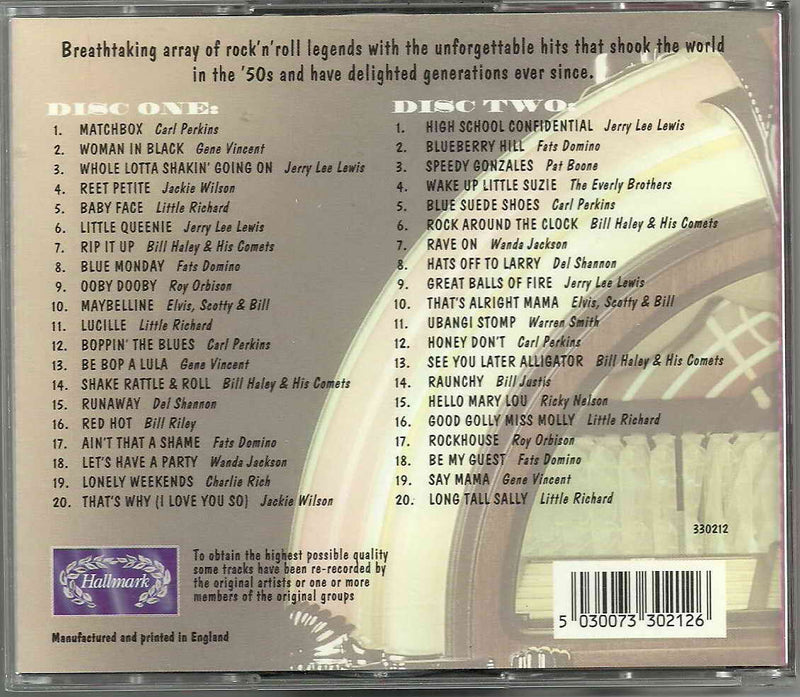 Breathtaking array of rock'n'roll legends with the unforgettable hits that shook the world
in the '50s and have delighted generations ever since.
DISC ONE:
1. MATCHBOX Carl Perkins
2. WOMAN IN BLACK Gene Vincent
3. WHOLE LOTTA SHAKIN' GOING ON Jerry Lee Lewis
4. REET PETITE Jackie Wilson
5. BABY FACE Little Richard
6. LITTLE QUEENIE Jerry Lee Lewis
7. RIP IT UP Bill Haley & His Comets
8. BLUE MONDAY Fats Domino
9. OOBY DOOBY Roy Orbison
10. MAYBELLINE Elvis, Scotty & Bill
11. LUCILLE Little Richard
12. BOPPIN' THE BLUES Carl Perkins
13. BE BOP A LULA Gene Vincent
14. SHAKE RATTLE & ROLL Bill Haley & His Comets
15. RUNAWAY Del Shannon
16. RED HOT Bill Riley
17. AIN'T THAT A SHAME Fats Domino
18. LET'S HAVE A PARTY Wanda Jackson
19. LONELY WEEKENDS Charlie Rich
20. THAT'S WHY (I LOVE YOU SO) Jackie Wilson
DISC TWO:
1. HIGH SCHOOL CONFIDENTIAL Jerry Lee Lewis
2. BLUEBERRY HILL Fats Domino
3. SPEEDY GONZALES Pat Boone
4. WAKE UP LITTLE SUZIE The Everly Brothers
5. BLUE SUEDE SHOES Carl Perkins
6. ROCK AROUND THE CLOCK Bill Haley & His Comets
7. RAVE ON Wanda Jackson
8. HATS OFF TO LARRY Del Shannon
9. GREAT BALLS OF FIRE Jerry Lee Lewis
10. THAT'S ALRIGHT MAMA Elvis, Scotty & Bill
11. UBANGI STOMP Warren Smith
12. HONEY DON'T Carl Perkins
13. SEE YOU LATER ALLIGATOR Bill Haley & His Comets
14. RAUNCHY Bill Justis
15. HELLO MARY LOU Ricky Nelson
16. GOOD GOLLY MISS MOLLY Little Richard
17. ROCKHOUSE Roy Orbison
18. BE MY GUEST Fats Domino
19. SAY MAMA Gene Vincent
20. LONG TALL SALLY Little Richard
330212
Hallmark
To obtain the highest possible quality
some tracks have been re-recorded by
the original artists or one or more
members of the original groups
Manufactured and printed in England
5 030073 302126